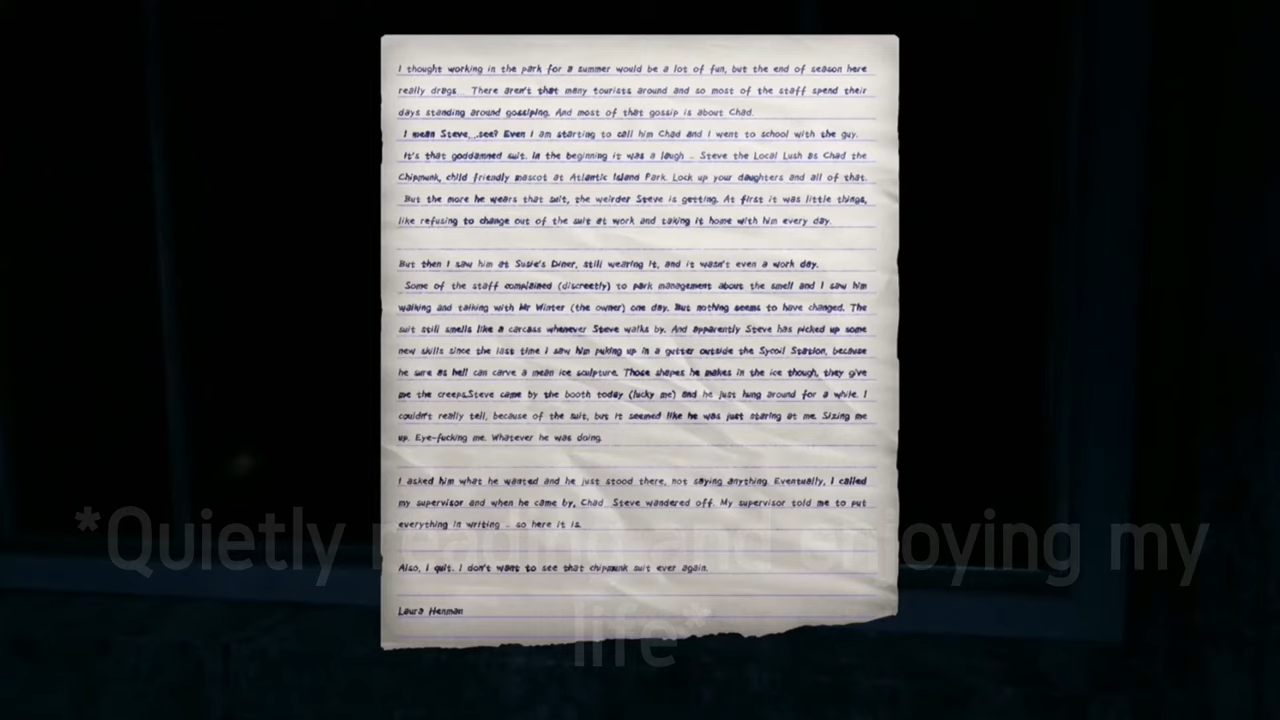 I thought working in the park for a summer would be a lot of fun, but the end of season here
really drags... There aren't that many tourists around and so most of the staff spend their
days standing around gossiping. And most of that gossip is about Chad.
I mean Steve...see? Even I am starting to call him Chad and I went to school with the guy.
It's that goddamned suit. In the beginning it was a laugh - Steve the Local Lush as Chad the
Chipmunk, child friendly mascot at Atlantic Island Park. Lock up your daughters and all of that.
But the more he wears that suit, the weirder Steve is getting. At first it was little things,
like refusing to change out of the suit at work and taking it home with him every day.
But then I saw him at Susie's Diner, still wearing it, and it wasn't even a work day.
Some of the staff complained (discreetly) to park management about the smell and I saw him
walking and talking with Mr Winter (the owner) one day. But nothing seems to have changed. The
suit still smells like a carcass whenever Steve walks by. And apparently Steve has picked up some
new skills since the last time I saw him puking up in a gutter outside the Sycoil Station, because
he sure as hell can carve a mean ice sculpture. Those shapes he makes in the ice though, they give
me the creeps.Steve came by the booth today (lucky me) and he just hung around for a while. I
couldn't really tell, because of the suit, but it seemed like he was just staring at me. Sizing me
up. Eye-fucking me. Whatever he was doing.
I asked him what he wanted and he just stood there, not saying anything. Eventually, I called
my supervisor and when he came by, Chad...Steve wandered off. My supervisor told me to put
everything in writing - so here it is.
Also, I quit. I don't want to see that chipmunk suit ever again.
Laura Henman
*Quietly reading and enjoying my
life*